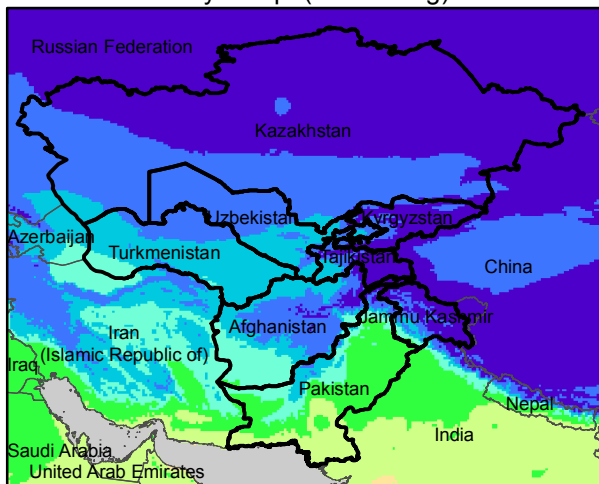 Russian Federation
Kazakhstan
Uzbekistan
Kyrgyzstan
Azerbaijan
Turkmenistan
Tajikistan
China
Jammu Kashmir
Afghanistan
Iran
(Islamic Republic of)
Iraq
Pakistan
Nepal
India
Saudi Arabia
United Arab Emirates